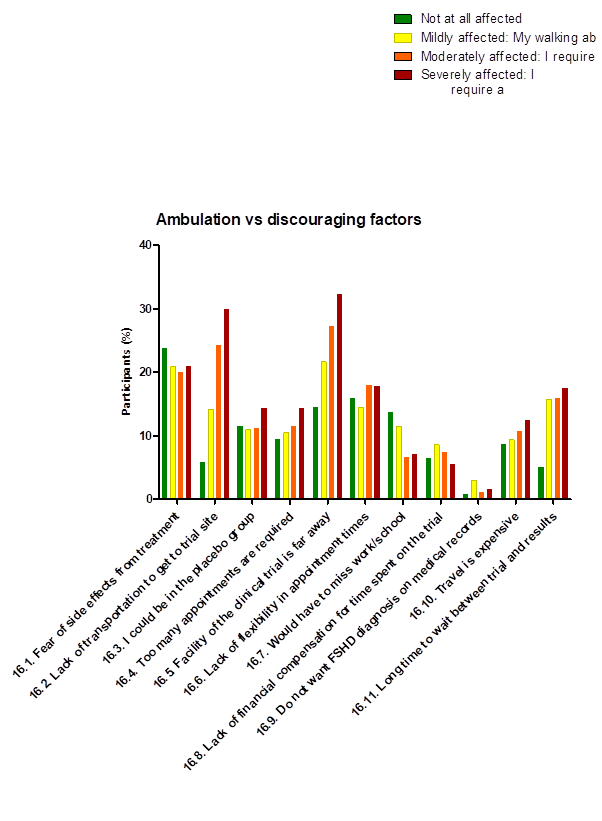 Not at all affected
Mildly affected: My walking ab
Moderately affected: I require
Severely affected: I
require a
Ambulation vs discouraging factors
Participants (%)
40
30
20
10
0
16.1. Fear of side effects from treatment
16.2. Lack of transportation to get to trial site
16.3. I could be in the placebo group
16.4. Too many appointments are required
16.5 Facility of the clinical trial is far away
16.6. Lack of flexibility in appointment times
16.7. Would have to miss work/school
16.8. Lack of financial compensation for time spent on the trial
16.9. Do not want FSHD diagnosis on medical records
16.10. Travel is expensive
16.11. Long time to wait between trial and results